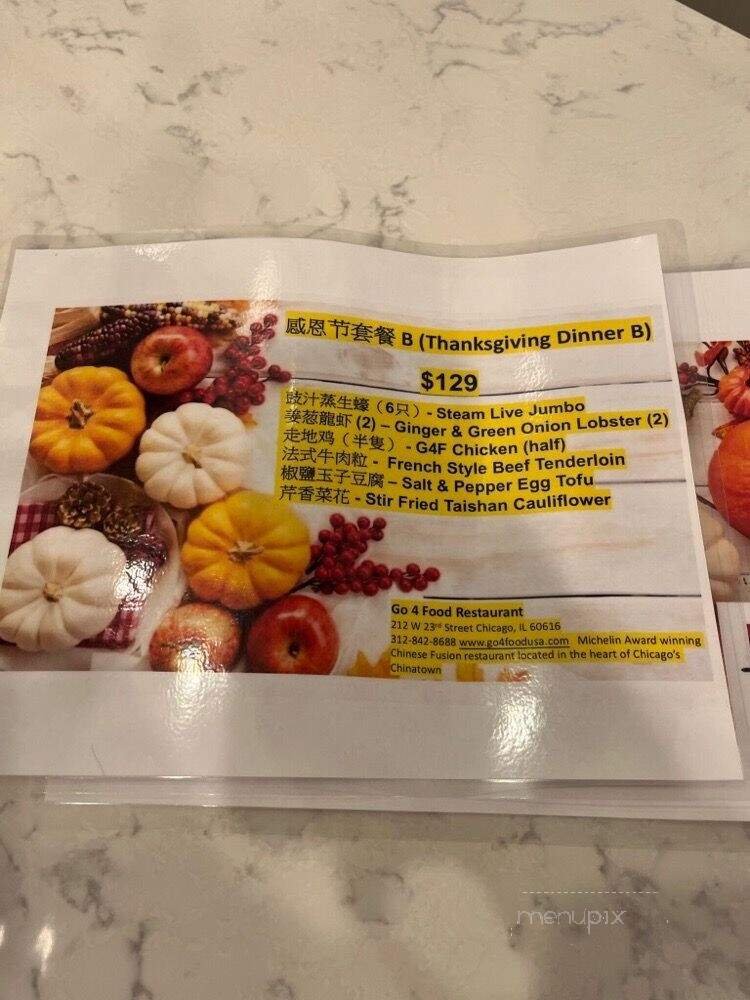 感恩节套餐 B (Thanksgiving Dinner B)
$129
豉汁蒸生蠔（6只）- Steam Live Jumbo
姜葱龍虾 (2) – Ginger & Green Onion Lobster (2)
走地鸡（半隻）- G4F Chicken (half)
法式牛肉粒 - French Style Beef Tenderloin
椒鹽玉子豆腐 – Salt & Pepper Egg Tofu
芹香菜花 - Stir Fried Taishan Cauliflower
Go 4 Food Restaurant
212 W 23rd Street Chicago, IL 60616
312-842-8688 www.go4foodusa.com Michelin Award winning
Chinese Fusion restaurant located in the heart of Chicago's
Chinatown
menupix